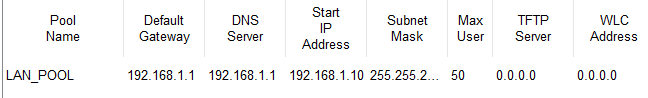 Pool Name	Default Gateway	DNS Server	Start IP Address	Subnet Mask	Max User	TFTP Server	WLC Address
LAN_POOL	192.168.1.1	192.168.1.1	192.168.1.10	255.255.2...	50	0.0.0.0	0.0.0.0